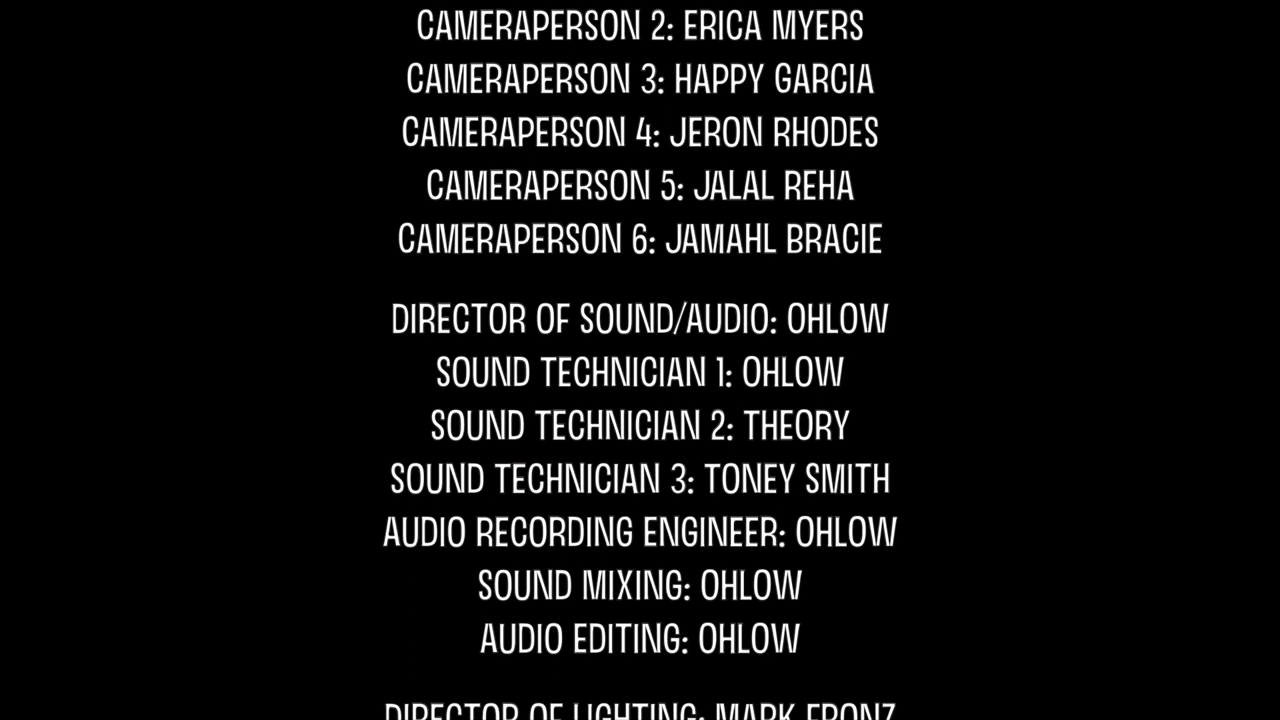 CAMERAPERSON 2: ERICA MYERS
CAMERAPERSON 3: HAPPY GARCIA
CAMERAPERSON 4: JERON RHODES
CAMERAPERSON 5: JALAL REHA
CAMERAPERSON 6: JAMAHL BRACIE
DIRECTOR OF SOUND/AUDIO: OHLOW
SOUND TECHNICIAN 1: OHLOW
SOUND TECHNICIAN 2: THEORY
SOUND TECHNICIAN 3: TONEY SMITH
AUDIO RECORDING ENGINEER: OHLOW
SOUND MIXING: OHLOW
AUDIO EDITING: OHLOW
DIRECTOR OF LIGHTING: MARK FRONZ